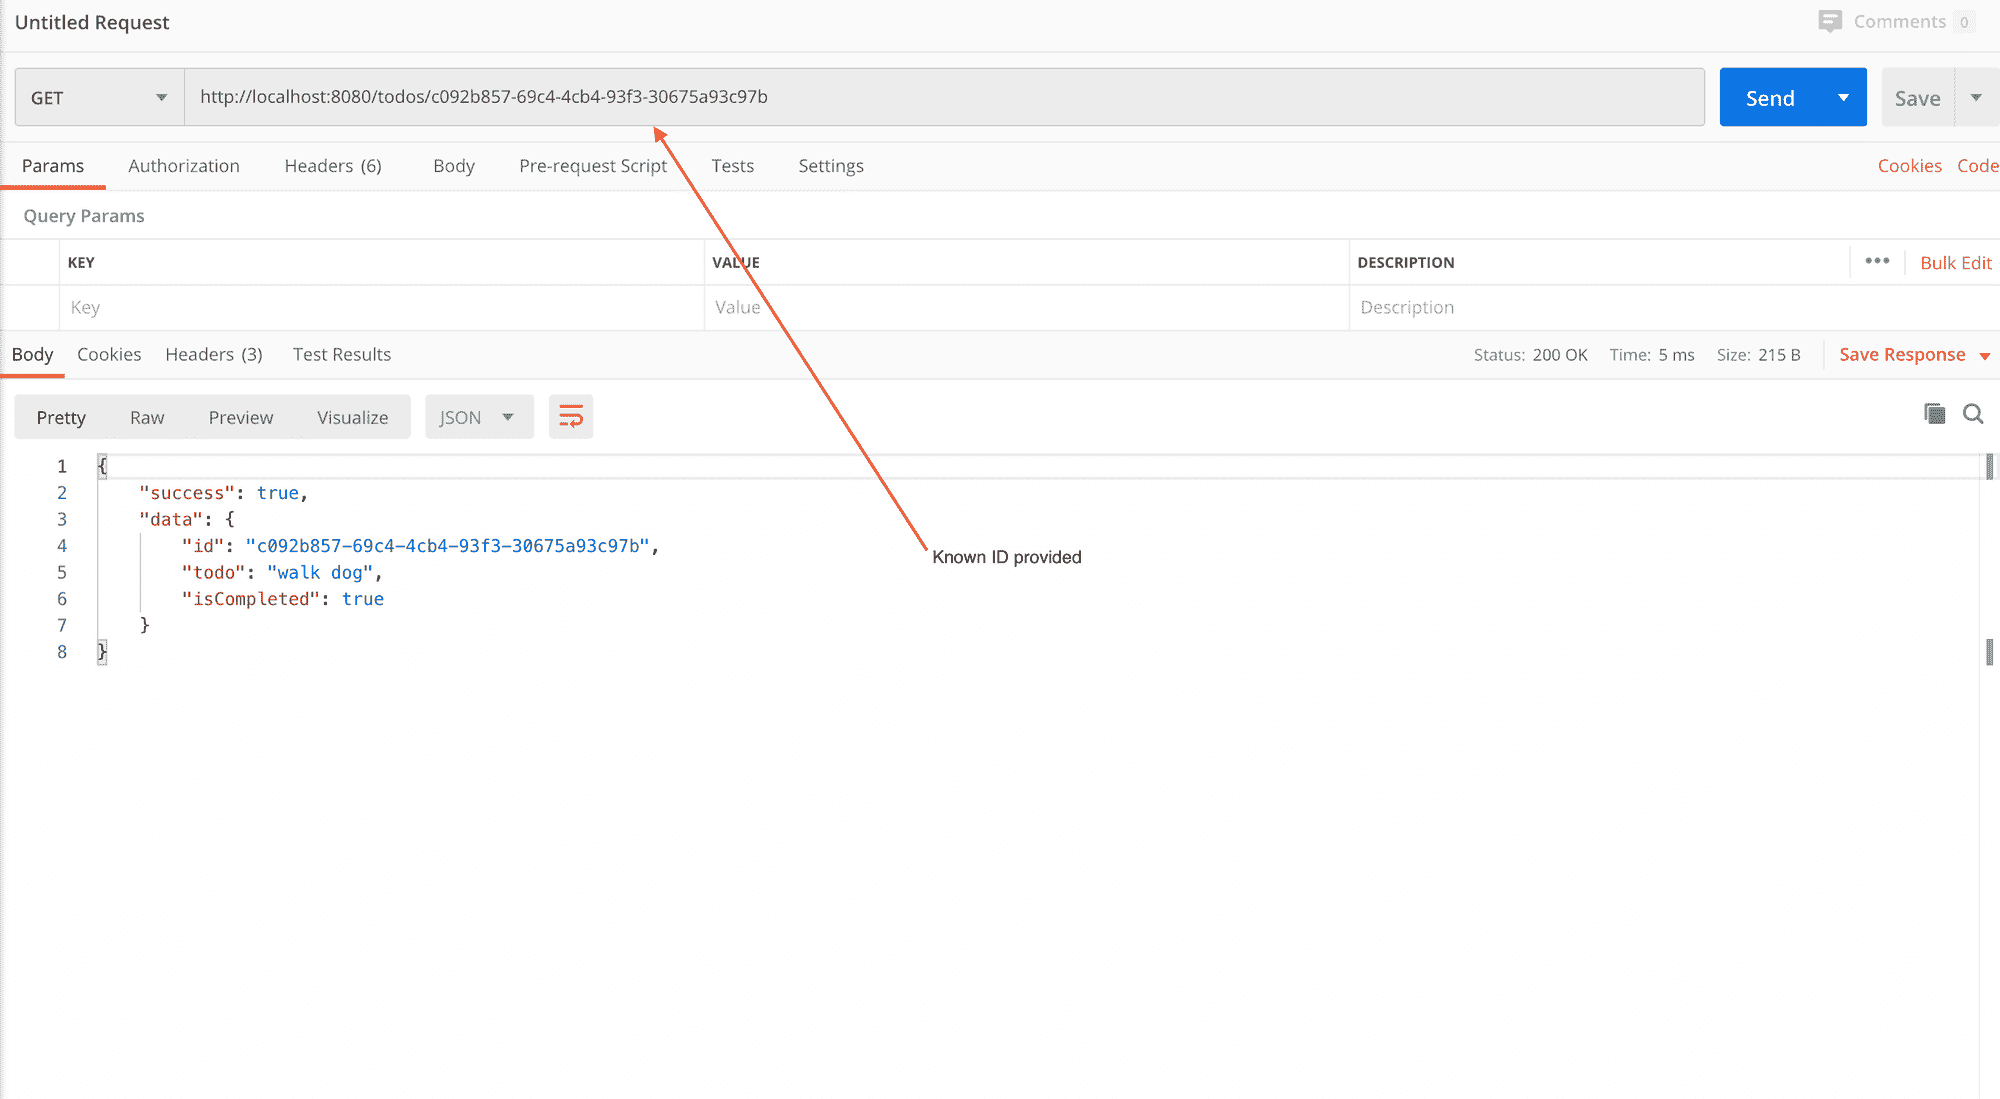 Untitled Request
Comments 0
GET http://localhost:8080/todos/c092b857-69c4-4cb4-93f3-30675a93c97b Send Save
Params Authorization Headers (6) Body Pre-request Script Tests Settings Cookies Code
Query Params
KEY VALUE DESCRIPTION ••• Bulk Edit
Key Value Description
Body Cookies Headers (3) Test Results Status: 200 OK Time: 5 ms Size: 215 B Save Response
Pretty Raw Preview Visualize JSON
1 {
2 "success": true,
3 "data": {
4 "id": "c092b857-69c4-4cb4-93f3-30675a93c97b",
Known ID provided
5 "todo": "walk dog",
6 "isCompleted": true
7 }
8 }